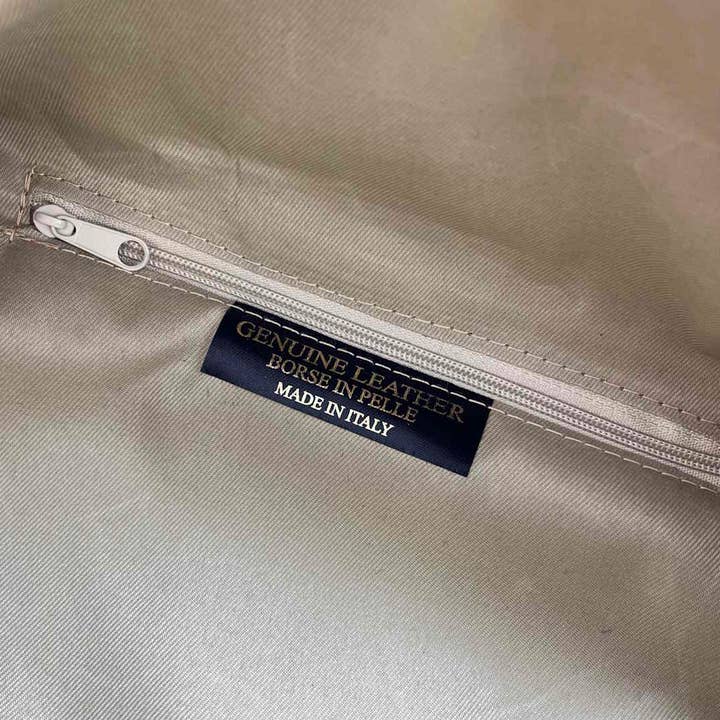 GENUINE LEATHER
BORSE IN PELLE
MADE IN ITALY